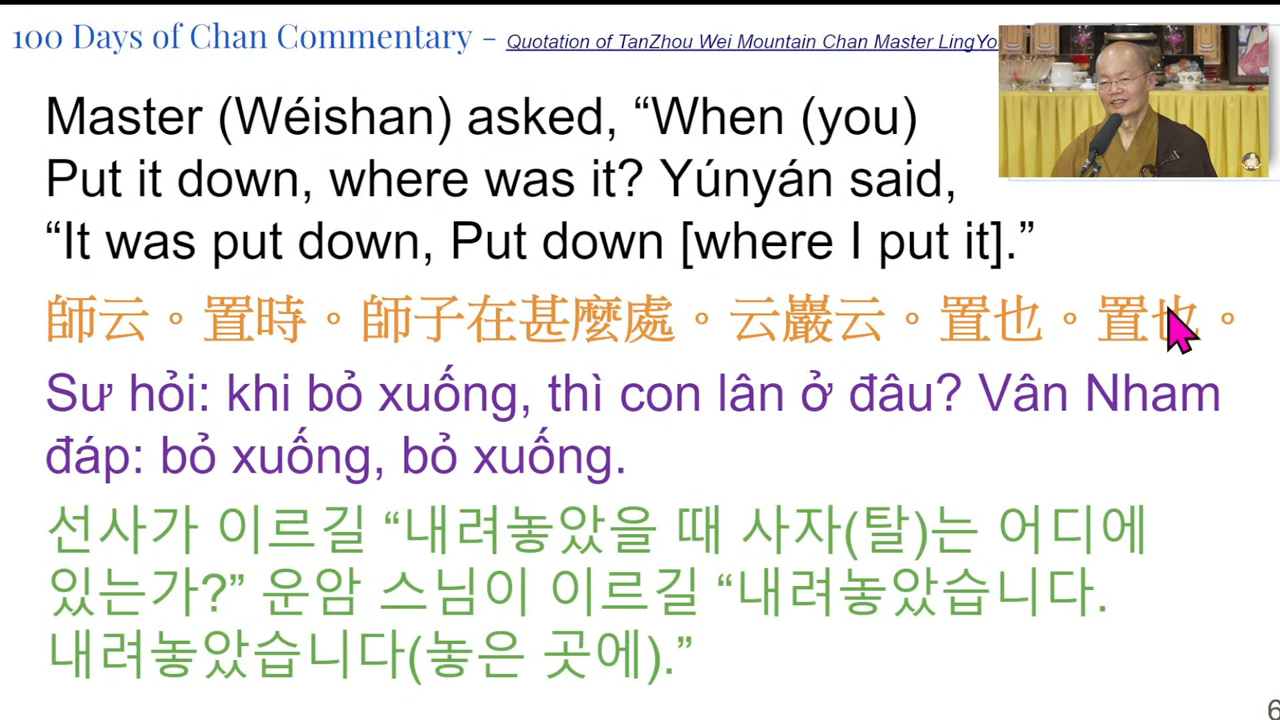 100 Days of Chan Commentary – Quotation of TanZhou Wei Mountain Chan Master LingYo
Master (Wéishan) asked, “When (you)
Put it down, where was it? Yúnyán said,
“It was put down, Put down [where I put it].”
師云。置時。師子在甚麼處。云巖云。置也。置也。
Sư hỏi: khi bỏ xuống, thì con lân ở đâu? Vân Nham
đáp: bỏ xuống, bỏ xuống.
선사가 이르길 “내려놓았을 때 사자(탈)는 어디에
있는가?” 운암 스님이 이르길 “내려놓았습니다.
내려놓았습니다(놓은 곳에).”
6